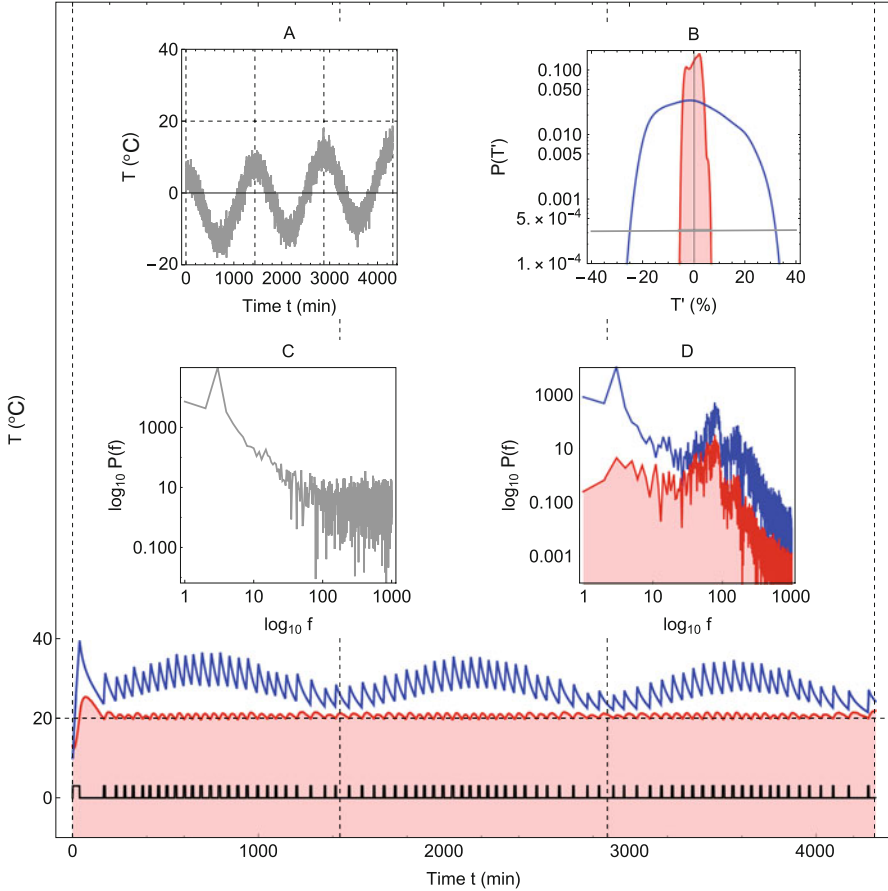 A
T (°C)
40
20
0
−20
0 1000 2000 3000 4000
Time t (min)
B
P(T')
0.100
0.050
0.010
0.005
0.001
5. × 10⁻⁴
1. × 10⁻⁴
−40 −20 0 20 40
T' (%)
C
log₁₀ P(f)
1000
10
0.100
1 10 100 1000
log₁₀ f
D
log₁₀ P(f)
1000
10
0.100
0.001
1 10 100 1000
log₁₀ f
T (°C)
40
20
0
0 1000 2000 3000 4000
Time t (min)